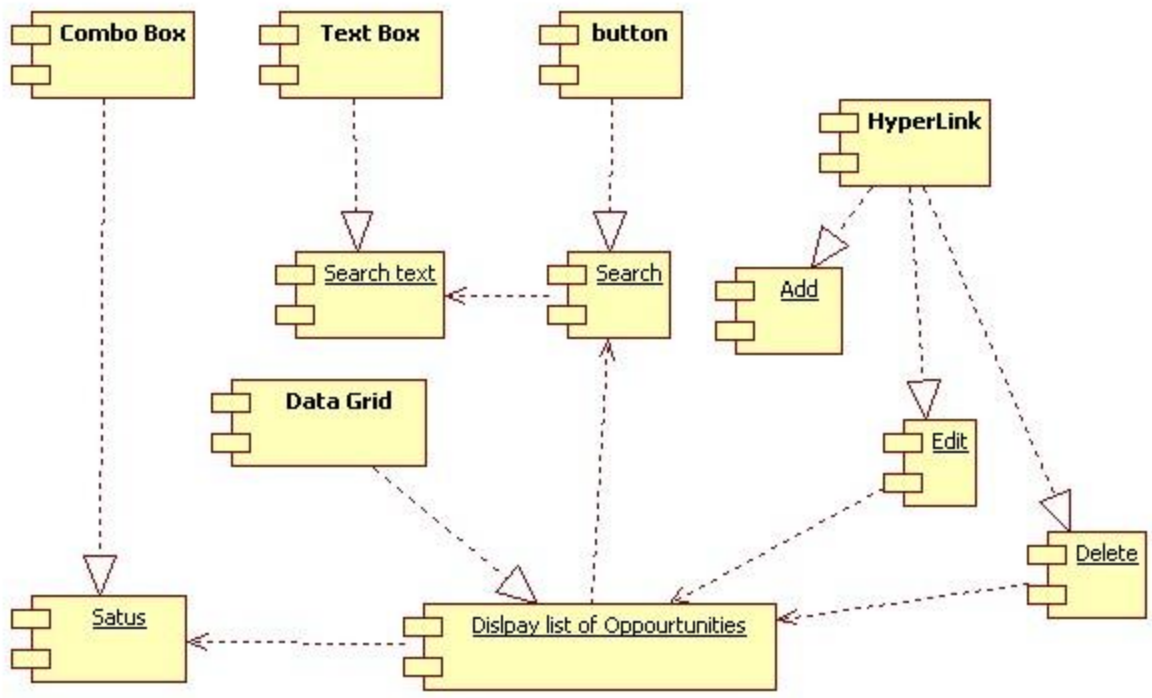 Combo Box
Text Box
button
HyperLink
Search text
Search
Add
Data Grid
Edit
Delete
Satus
Dislpay list of Oppourtunities